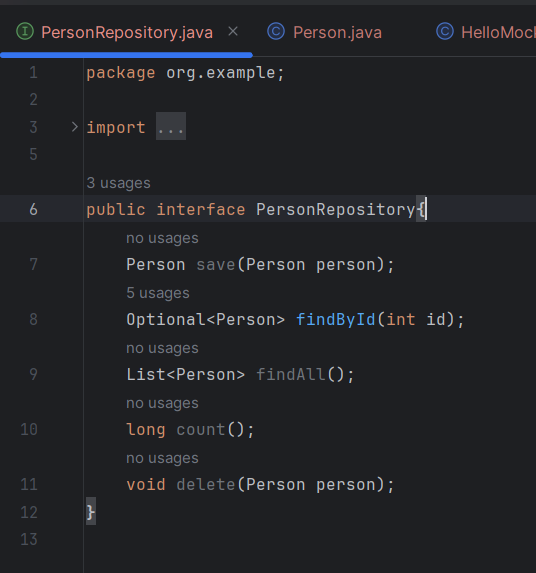 PersonRepository.java Person.java HelloMoc
1 package org.example;
2
3 import ...
5
3 usages
6 public interface PersonRepository{
no usages
7 Person save(Person person);
5 usages
8 Optional<Person> findById(int id);
no usages
9 List<Person> findAll();
no usages
10 long count();
no usages
11 void delete(Person person);
12 }
13